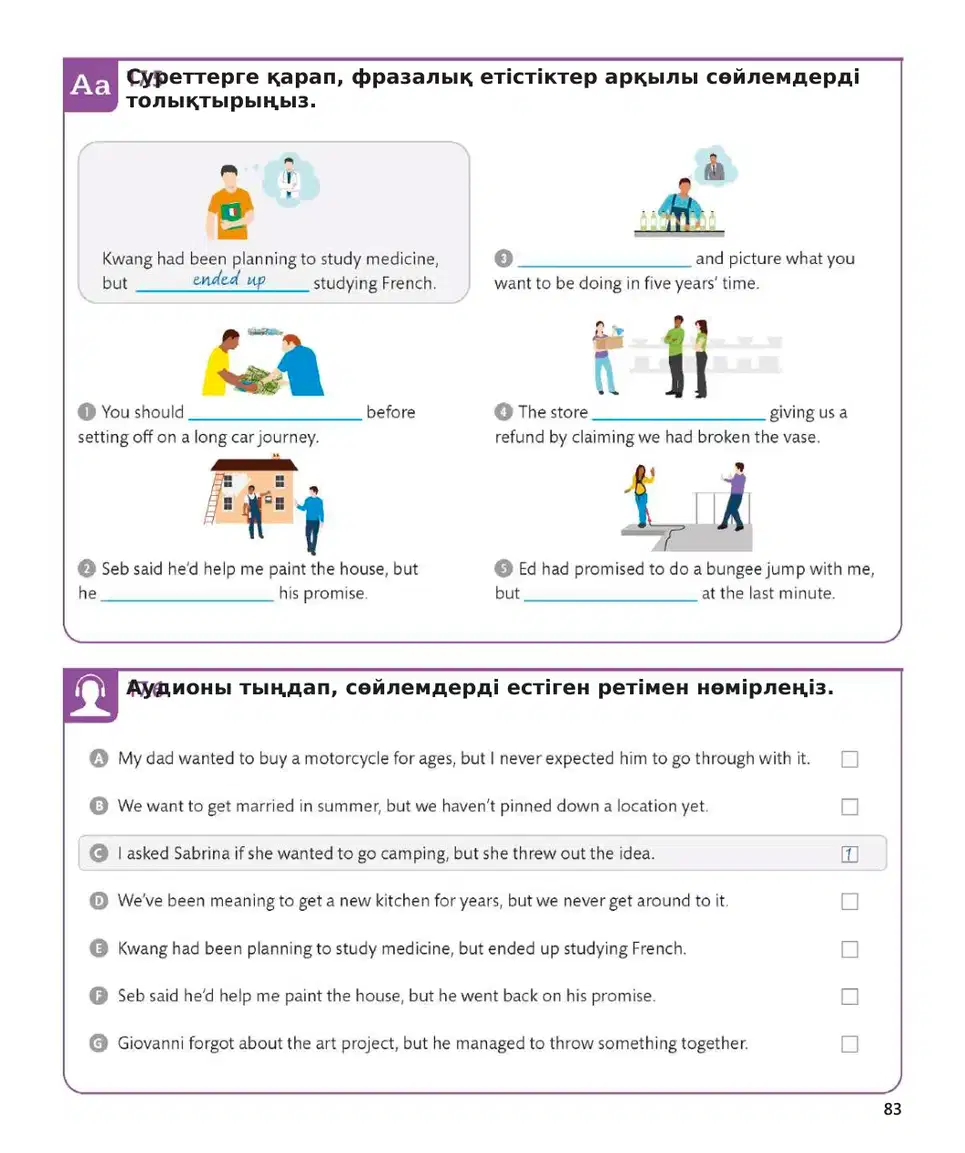 Aa
Суреттерге қарап, фразалық етістіктер арқылы сөйлемдерді
толықтырыңыз.
Kwang had been planning to study medicine,
but ended up studying French.
3 and picture what you
want to be doing in five years' time.
1 You should before
setting off on a long car journey.
4 The store giving us a
refund by claiming we had broken the vase.
2 Seb said he'd help me paint the house, but
he his promise.
5 Ed had promised to do a bungee jump with me,
but at the last minute.
Аудионы тыңдап, сөйлемдерді естіген ретімен нөмірлеңіз.
A My dad wanted to buy a motorcycle for ages, but I never expected him to go through with it.
B We want to get married in summer, but we haven't pinned down a location yet.
C I asked Sabrina if she wanted to go camping, but she threw out the idea. 1
D We've been meaning to get a new kitchen for years, but we never get around to it.
E Kwang had been planning to study medicine, but ended up studying French.
F Seb said he'd help me paint the house, but he went back on his promise.
G Giovanni forgot about the art project, but he managed to throw something together.
83